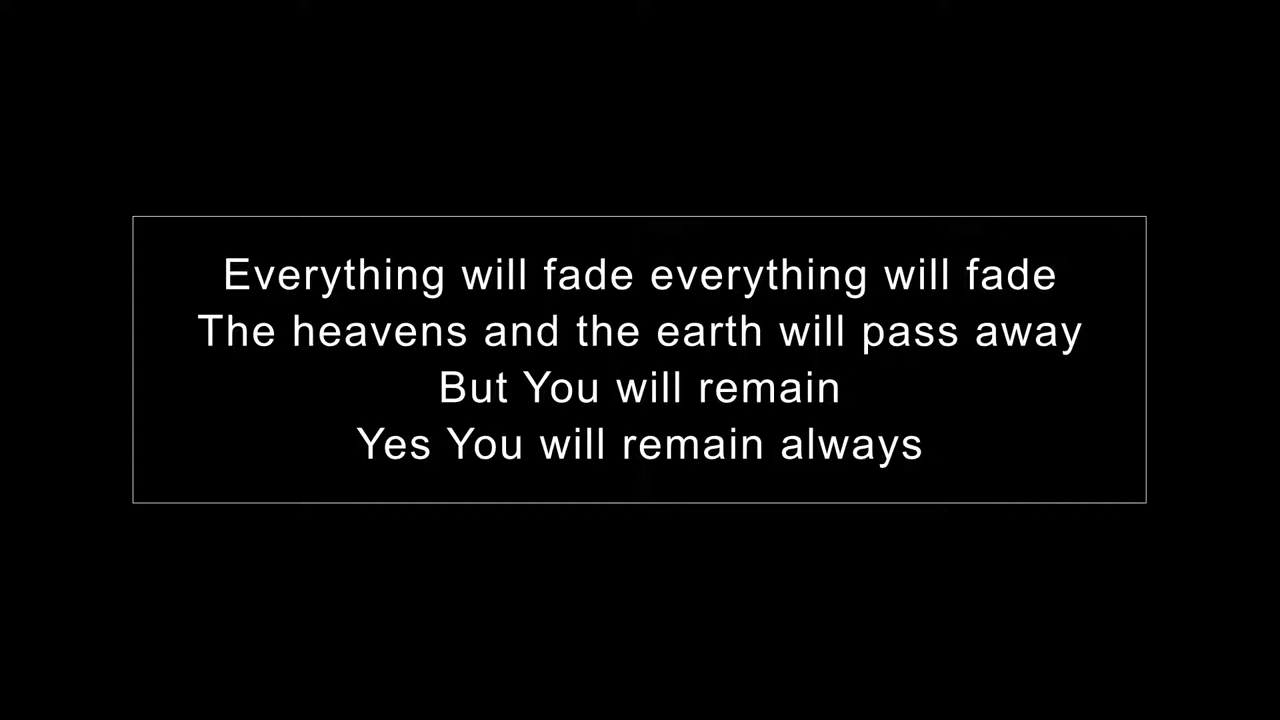 Everything will fade everything will fade
The heavens and the earth will pass away
But You will remain
Yes You will remain always